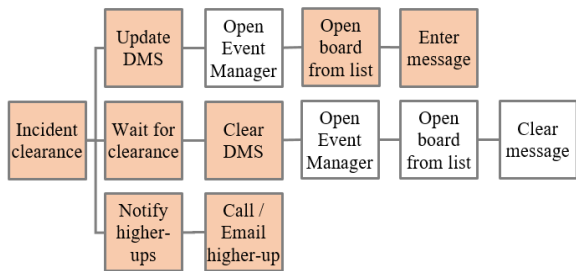 Update
DMS
Open
Event
Manager
Open
board
from list
Enter
message
Incident
clearance
Wait for
clearance
Clear
DMS
Open
Event
Manager
Open
board
from list
Clear
message
Notify
higher-
ups
Call /
Email
higher-up